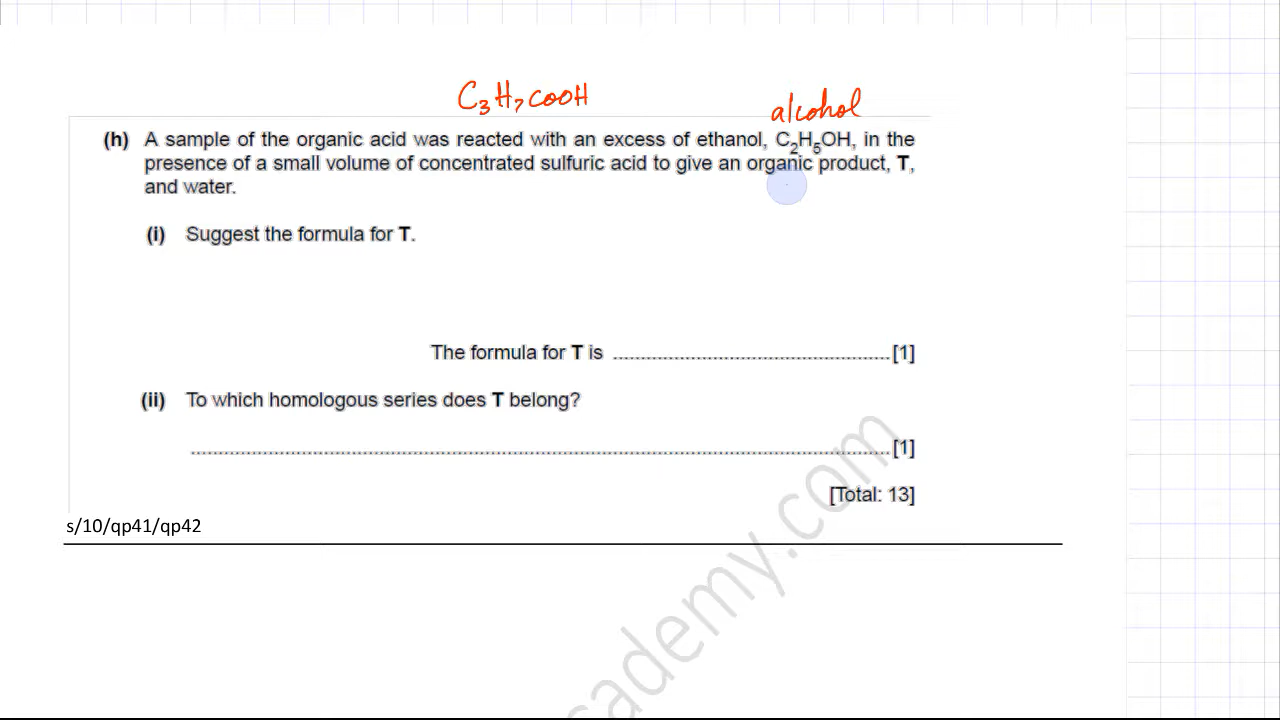 C₃H₇COOH
alcohol
(h) A sample of the organic acid was reacted with an excess of ethanol, C₂H₅OH, in the
presence of a small volume of concentrated sulfuric acid to give an organic product, T,
and water.
(i) Suggest the formula for T.
The formula for T is ................................................ [1]
(ii) To which homologous series does T belong?
................................................................................ [1]
[Total: 13]
s/10/qp41/qp42
ademy.com